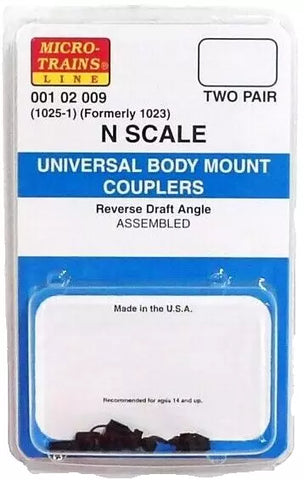 MICRO-
TRAINS®
LINE
001 02 009
TWO PAIR
(1025-1) (Formerly 1023)
N SCALE
UNIVERSAL BODY MOUNT
COUPLERS
Reverse Draft Angle
ASSEMBLED
Made in the U.S.A.
Recommended for ages 14 and up.